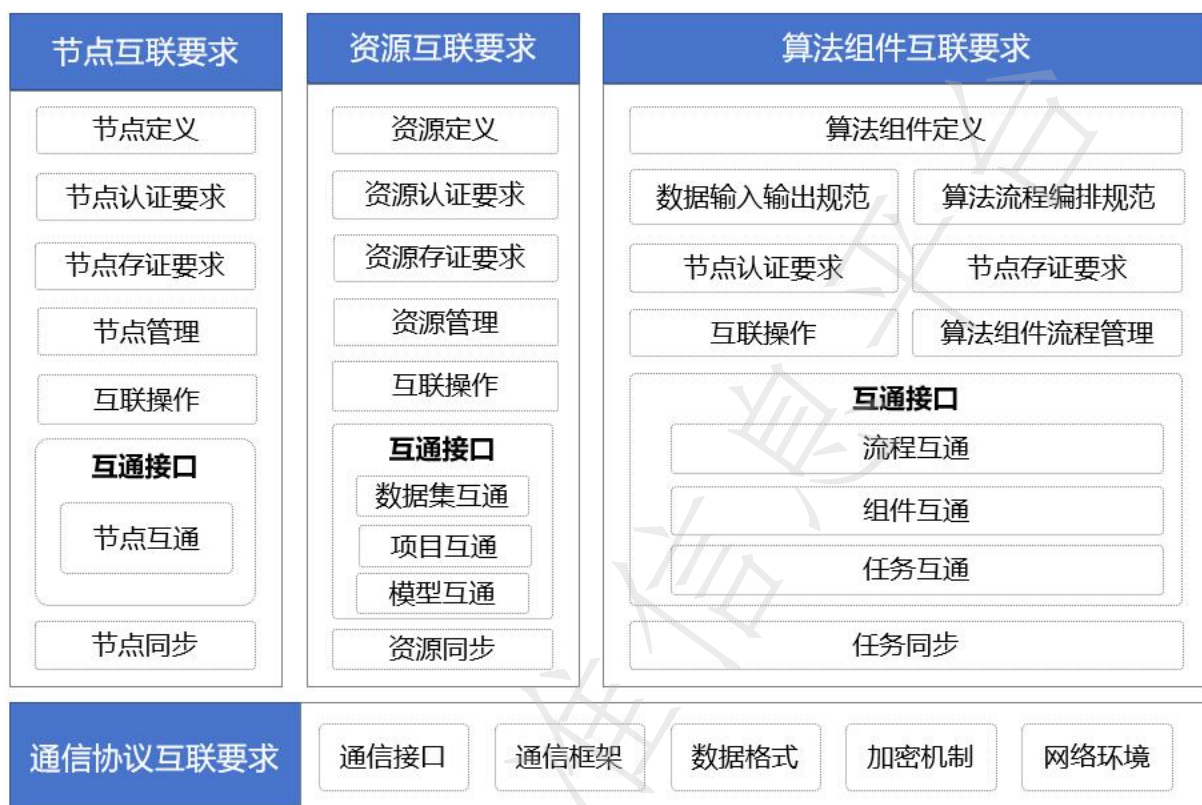 节点互联要求
节点定义
节点认证要求
节点存证要求
节点管理
互联操作
互通接口
节点互通
节点同步
资源互联要求
资源定义
资源认证要求
资源存证要求
资源管理
互联操作
互通接口
数据集互通
项目互通
模型互通
资源同步
算法组件互联要求
算法组件定义
数据输入输出规范 算法流程编排规范
节点认证要求 节点存证要求
互联操作 算法组件流程管理
互通接口
流程互通
组件互通
任务互通
任务同步
通信协议互联要求 通信接口 通信框架 数据格式 加密机制 网络环境
准信息平台